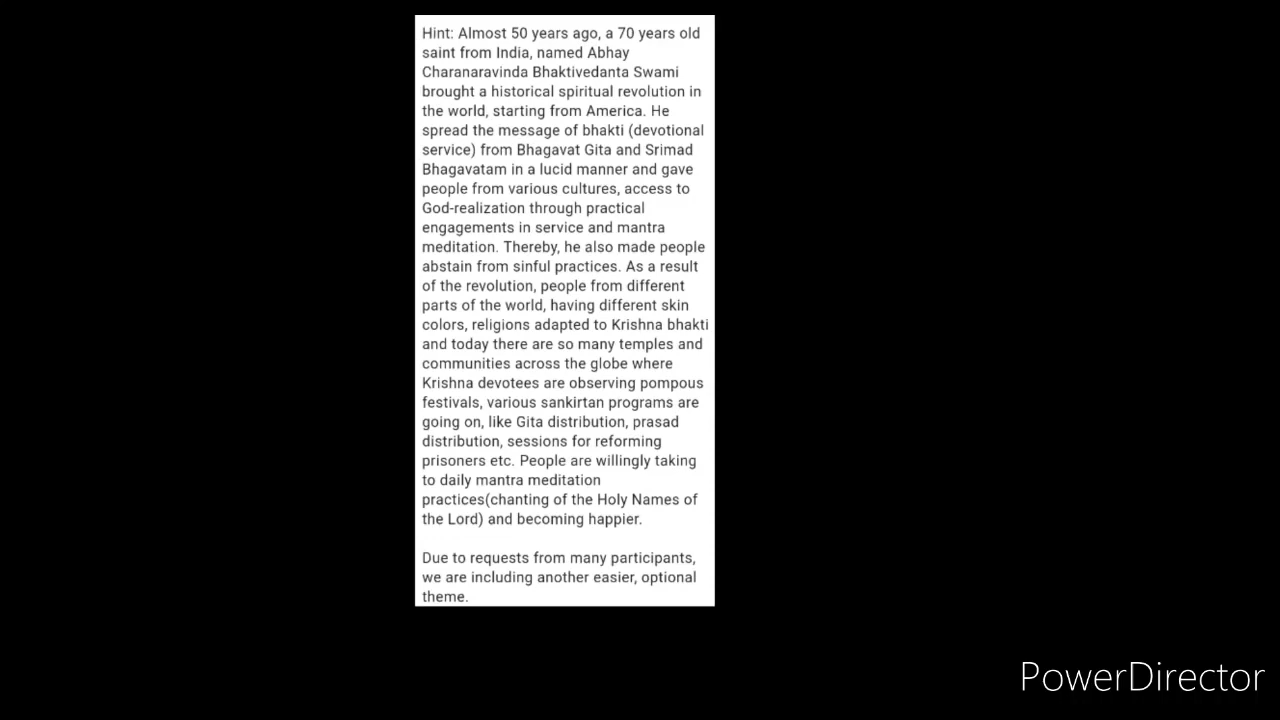 Hint: Almost 50 years ago, a 70 years old
saint from India, named Abhay
Charanaravinda Bhaktivedanta Swami
brought a historical spiritual revolution in
the world, starting from America. He
spread the message of bhakti (devotional
service) from Bhagavat Gita and Srimad
Bhagavatam in a lucid manner and gave
people from various cultures, access to
God-realization through practical
engagements in service and mantra
meditation. Thereby, he also made people
abstain from sinful practices. As a result
of the revolution, people from different
parts of the world, having different skin
colors, religions adapted to Krishna bhakti
and today there are so many temples and
communities across the globe where
Krishna devotees are observing pompous
festivals, various sankirtan programs are
going on, like Gita distribution, prasad
distribution, sessions for reforming
prisoners etc. People are willingly taking
to daily mantra meditation
practices(chanting of the Holy Names of
the Lord) and becoming happier.
Due to requests from many participants,
we are including another easier, optional
theme.
PowerDirector